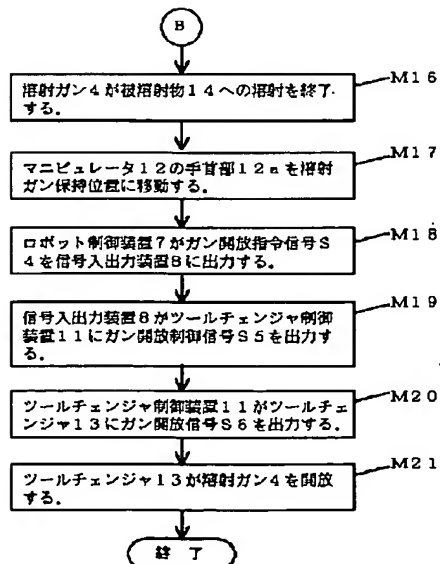 B
溶射ガン4が被溶射物14への溶射を終了
する。
M16
マニピュレータ12の手首部12aを溶射
ガン保持位置に移動する。
M17
ロボット制御装置7がガン開放指令信号S
4を信号入出力装置8に出力する。
M18
信号入出力装置8がツールチェンジャ制御
装置11にガン開放制御信号S5を出力す
る。
M19
ツールチェンジャ制御装置11がツールチェ
ンジャ13にガン開放信号S6を出力する。
M20
ツールチェンジャ13が溶射ガン4を開放
する。
M21
終了